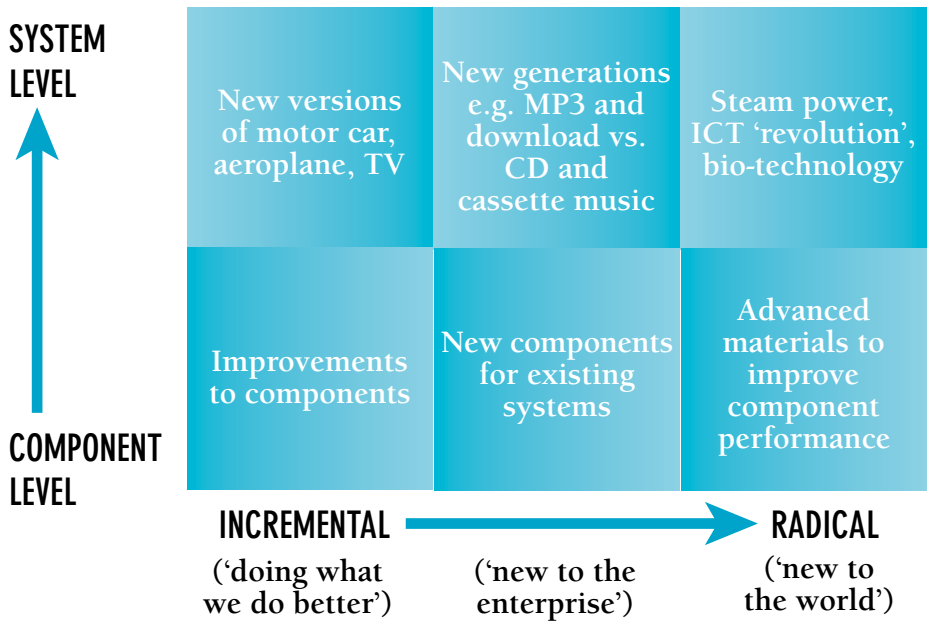 SYSTEM
LEVEL
New versions
of motor car,
aeroplane, TV
New generations
e.g. MP3 and
download vs.
CD and
cassette music
Steam power,
ICT ‘revolution’,
bio-technology
COMPONENT
LEVEL
Improvements
to components
New components
for existing
systems
Advanced
materials to
improve
component
performance
INCREMENTAL
RADICAL
(‘doing what
we do better’)
(‘new to the
enterprise’)
(‘new to
the world’)